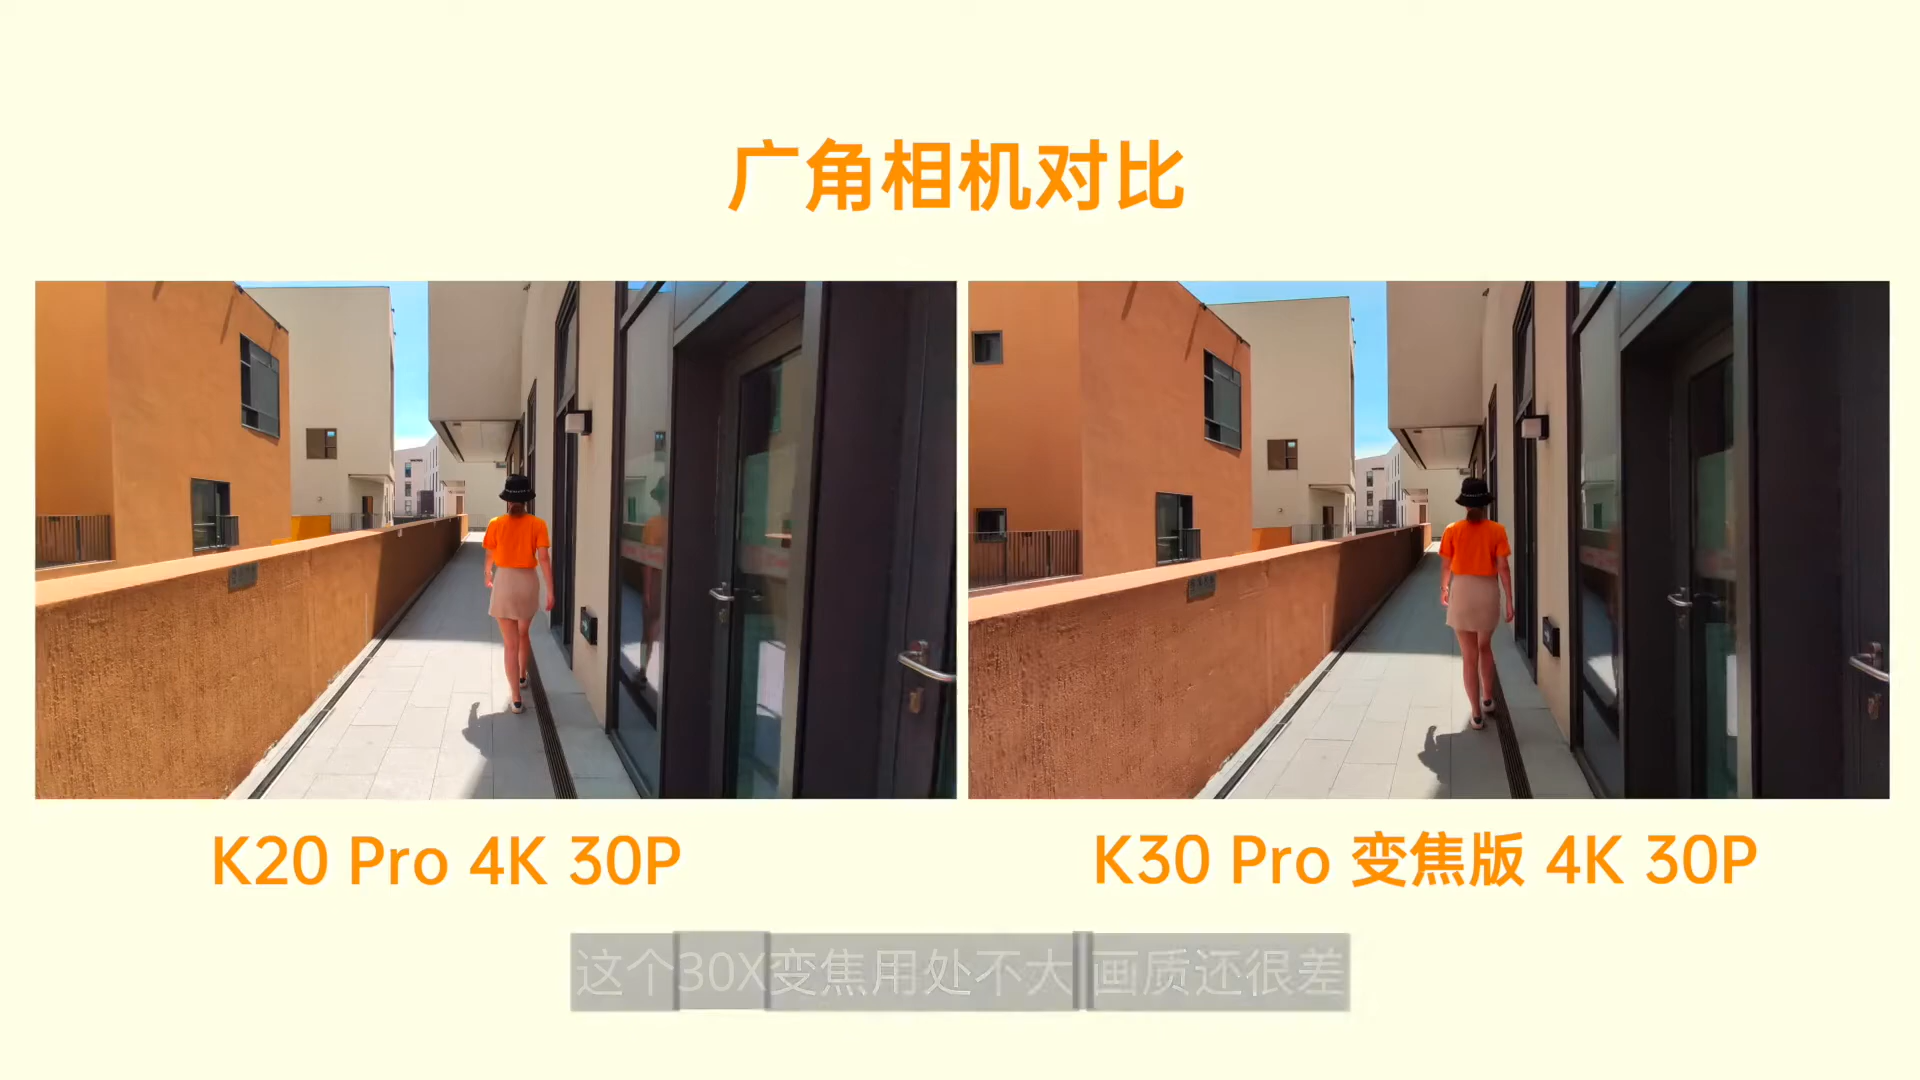 广角相机对比
K20 Pro 4K 30P
K30 Pro 变焦版 4K 30P
这个30X变焦用处不大 画质还很差